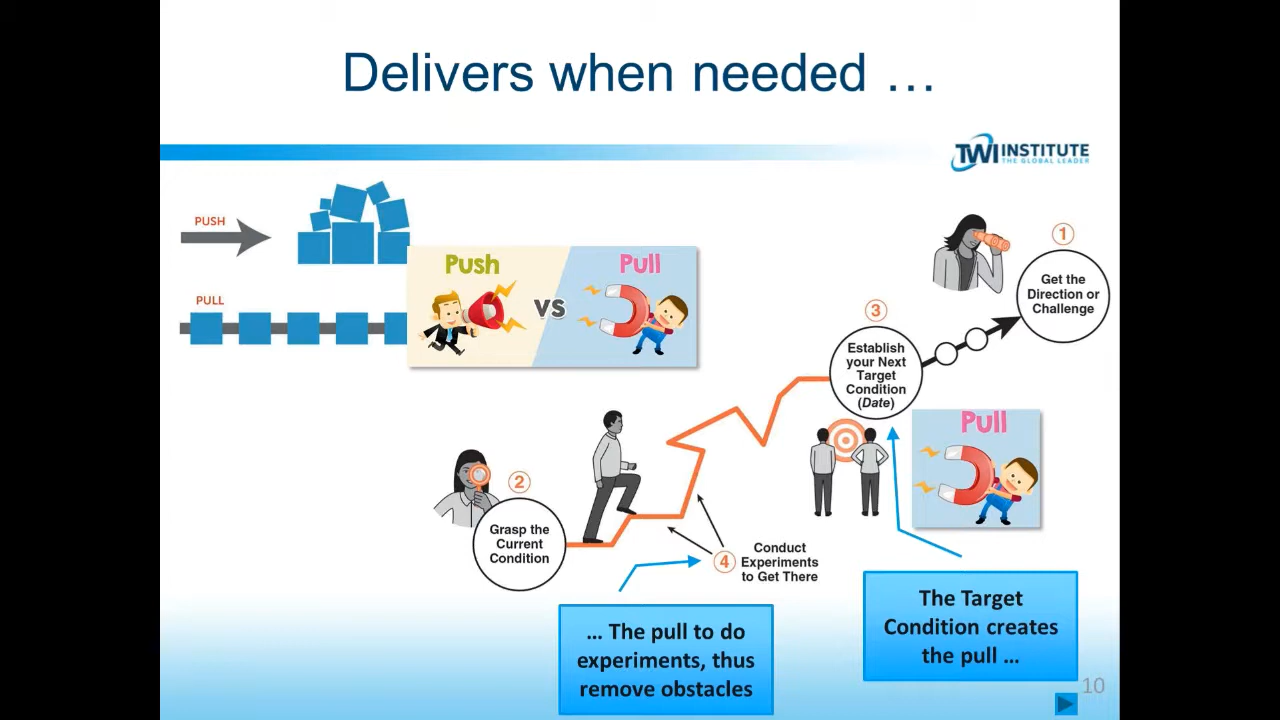 Delivers when needed …
TWI INSTITUTE
THE GLOBAL LEADER
PUSH
PULL
Push
VS
Pull
1
Get the
Direction or
Challenge
3
Establish
your Next
Target
Condition
(Date)
Pull
2
Grasp the
Current
Condition
4
Conduct
Experiments
to Get There
… The pull to do
experiments, thus
remove obstacles
The Target
Condition creates
the pull …
10